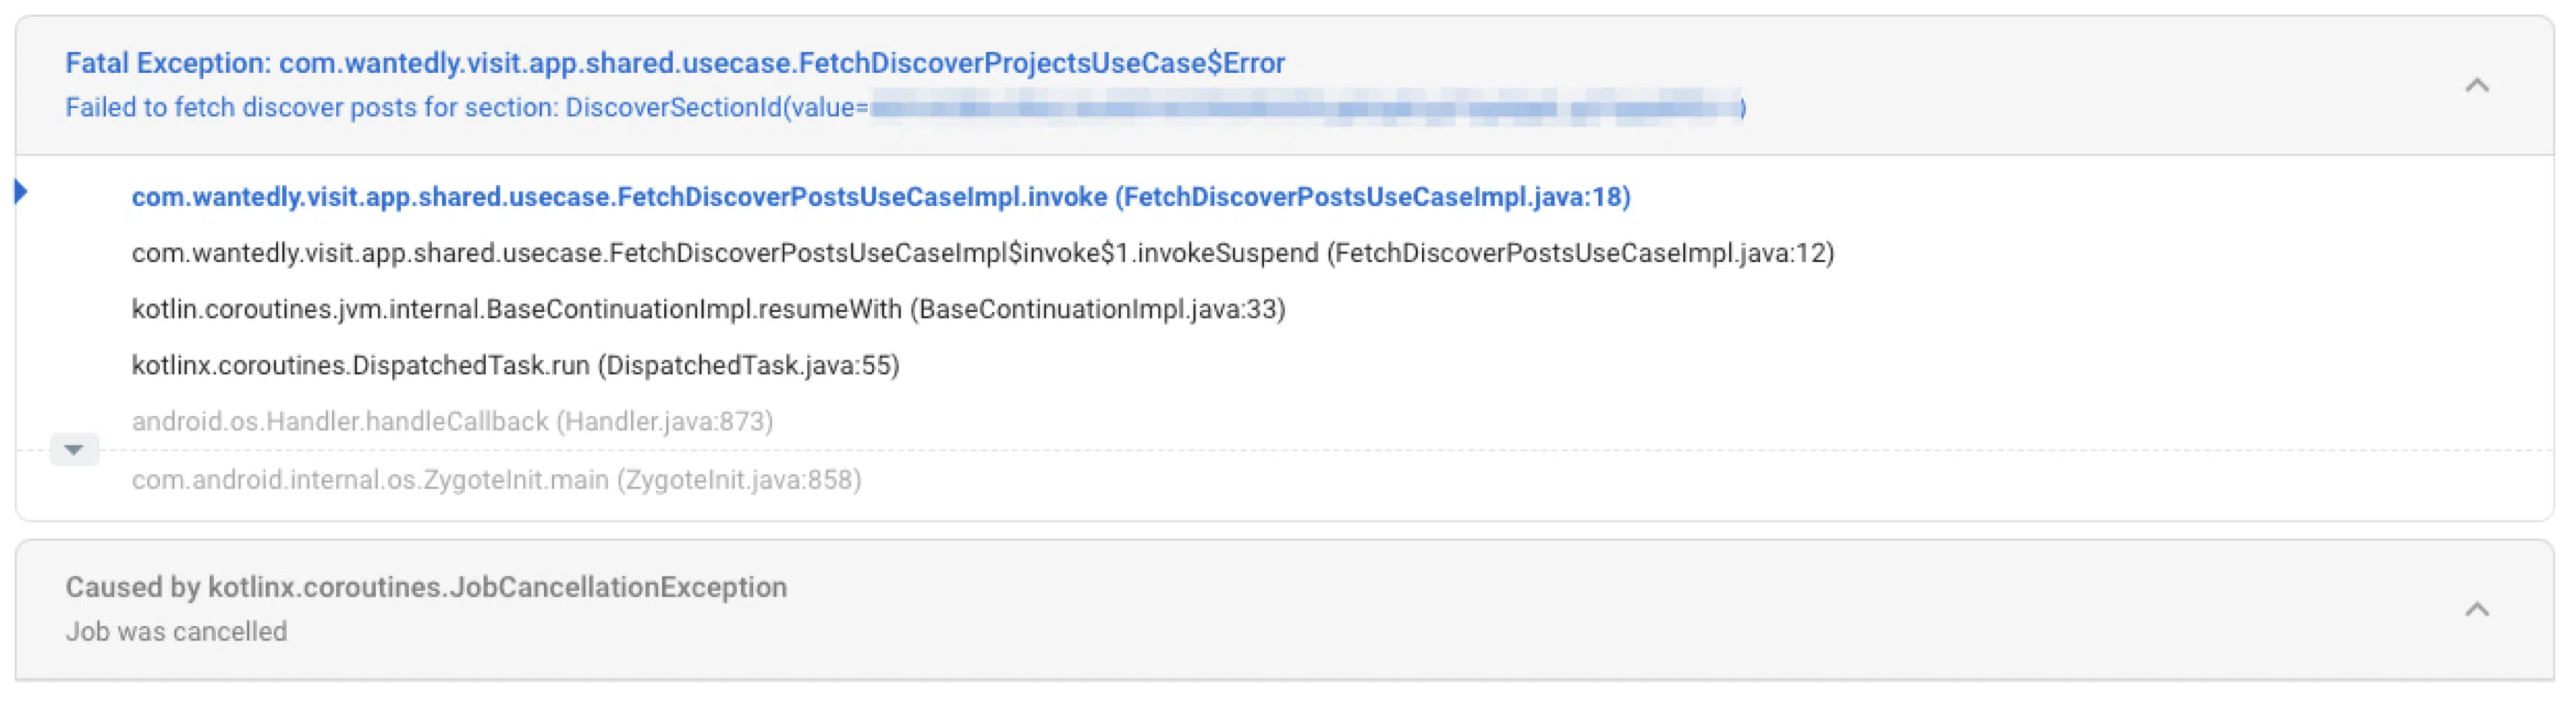 Fatal Exception: com.wantedly.visit.app.shared.usecase.FetchDiscoverProjectsUseCase$Error
Failed to fetch discover posts for section: DiscoverSectionId(value= )
com.wantedly.visit.app.shared.usecase.FetchDiscoverPostsUseCaseImpl.invoke (FetchDiscoverPostsUseCaseImpl.java:18)
com.wantedly.visit.app.shared.usecase.FetchDiscoverPostsUseCaseImpl$invoke$1.invokeSuspend (FetchDiscoverPostsUseCaseImpl.java:12)
kotlin.coroutines.jvm.internal.BaseContinuationImpl.resumeWith (BaseContinuationImpl.java:33)
kotlinx.coroutines.DispatchedTask.run (DispatchedTask.java:55)
android.os.Handler.handleCallback (Handler.java:873)
com.android.internal.os.ZygoteInit.main (ZygoteInit.java:858)
Caused by kotlinx.coroutines.JobCancellationException
Job was cancelled